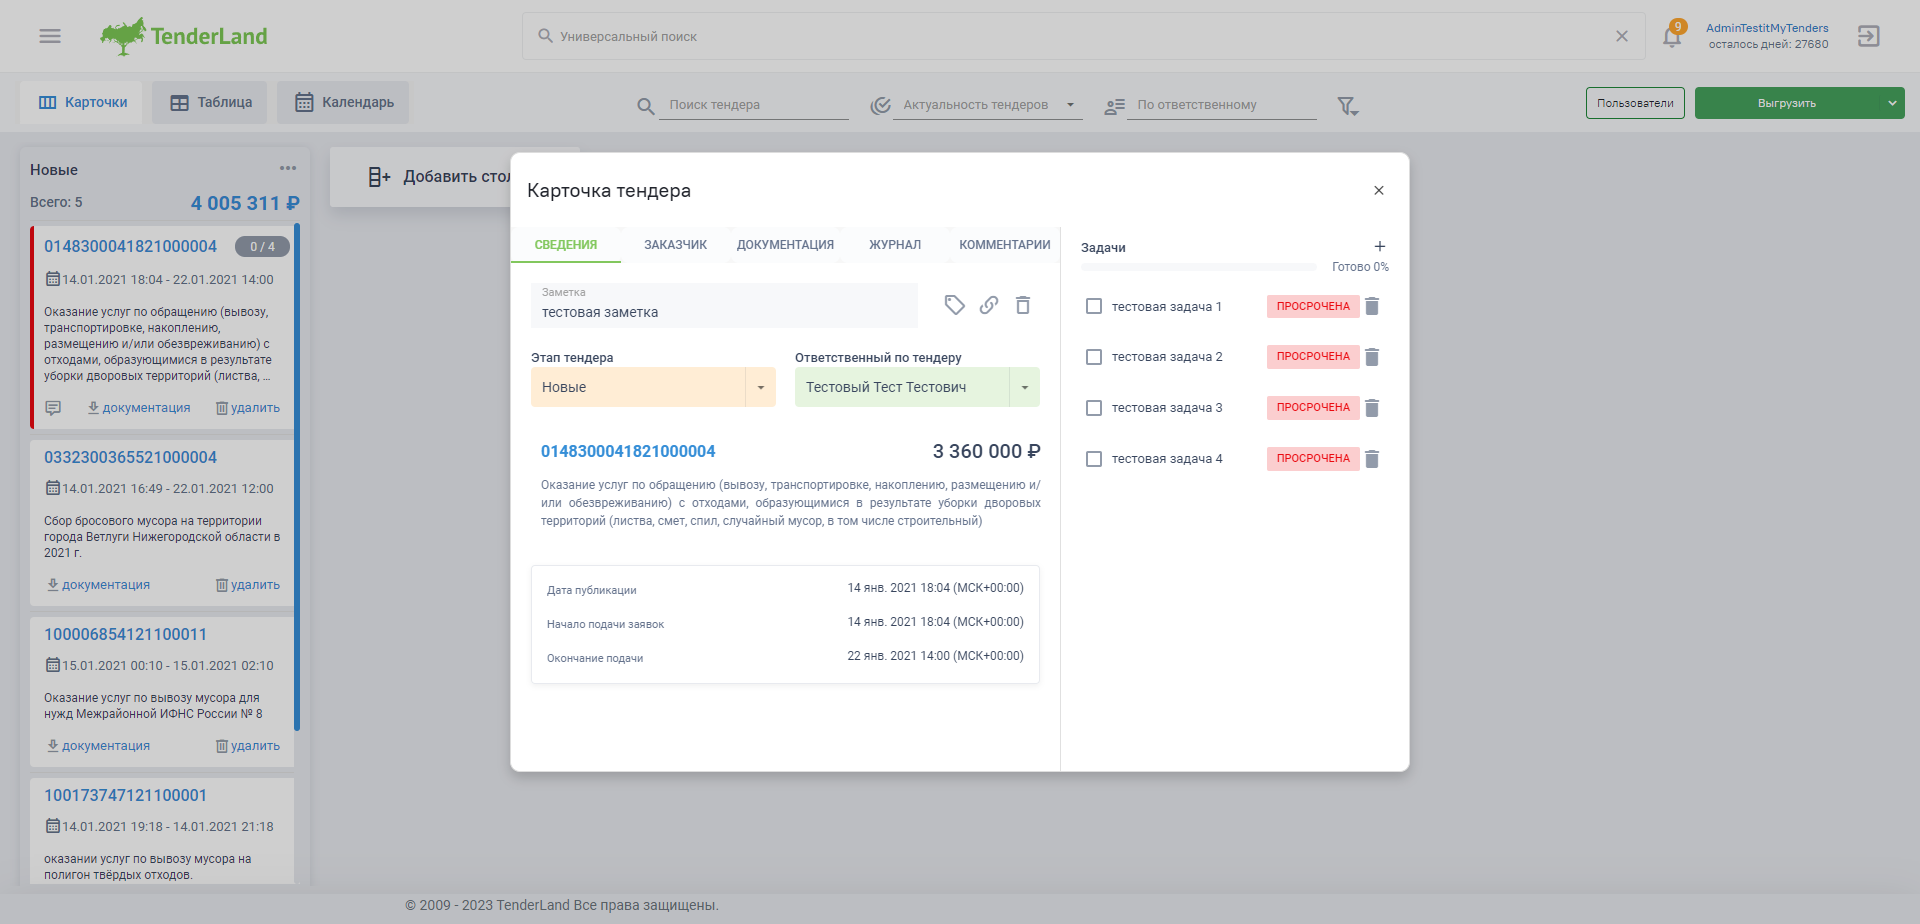 TenderLand
Универсальный поиск
9
AdminTestitMyTenders
осталось дней: 27680
Карточки
Таблица
Календарь
Поиск тендера
Актуальность тендеров
По ответственному
Пользователи
Выгрузить
Новые
Всего: 5
4 005 311 ₽
0148300041821000004
0 / 4
14.01.2021 18:04 - 22.01.2021 14:00
Оказание услуг по обращению (вывозу,
транспортировке, накоплению,
размещению и/или обезвреживанию) с
отходами, образующимися в результате
уборки дворовых территорий (листва, ...
документация
удалить
0332300365521000004
14.01.2021 16:49 - 22.01.2021 12:00
Сбор бросового мусора на территории
города Ветлуги Нижегородской области в
2021 г.
документация
удалить
100006854121100011
15.01.2021 00:10 - 15.01.2021 02:10
Оказание услуг по вывозу мусора для
нужд Межрайонной ИФНС России № 8
документация
удалить
100173747121100001
14.01.2021 19:18 - 14.01.2021 21:18
оказании услуг по вывозу мусора на
полигон твёрдых отходов.
Добавить стол
Карточка тендера
СВЕДЕНИЯ
ЗАКАЗЧИК
ДОКУМЕНТАЦИЯ
ЖУРНАЛ
КОММЕНТАРИИ
Заметка
тестовая заметка
Этап тендера
Ответственный по тендеру
Новые
Тестовый Тест Тестович
0148300041821000004
3 360 000 ₽
Оказание услуг по обращению (вывозу, транспортировке, накоплению, размещению и/
или обезвреживанию) с отходами, образующимися в результате уборки дворовых
территорий (листва, смет, спил, случайный мусор, в том числе строительный)
Дата публикации
14 янв. 2021 18:04 (МСК+00:00)
Начало подачи заявок
14 янв. 2021 18:04 (МСК+00:00)
Окончание подачи
22 янв. 2021 14:00 (МСК+00:00)
Задачи
Готово 0%
тестовая задача 1
ПРОСРОЧЕНА
тестовая задача 2
ПРОСРОЧЕНА
тестовая задача 3
ПРОСРОЧЕНА
тестовая задача 4
ПРОСРОЧЕНА
© 2009 - 2023 TenderLand Все права защищены.